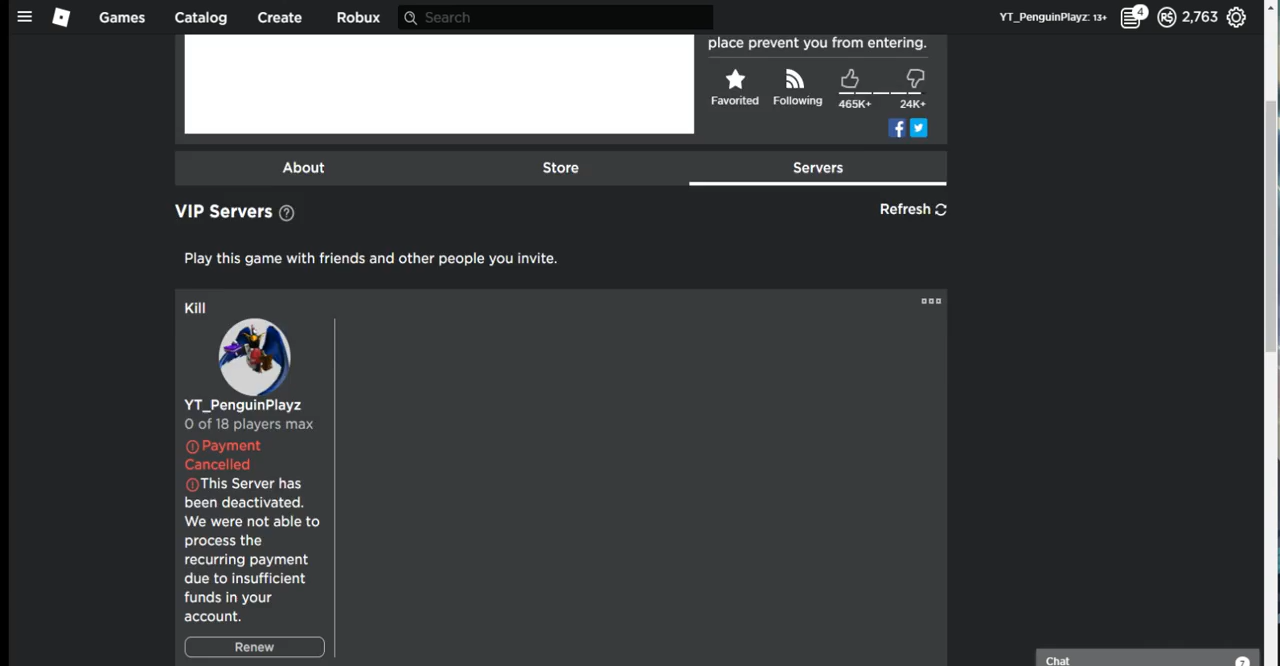 Games Catalog Create Robux Search YT_PenguinPlayz: 13+ 4 R$ 2,763
place prevent you from entering.
Favorited Following 465K+ 24K+
f
About Store Servers
VIP Servers ? Refresh
Play this game with friends and other people you invite.
Kill
YT_PenguinPlayz
0 of 18 players max
Payment
Cancelled
This Server has
been deactivated.
We were not able to
process the
recurring payment
due to insufficient
funds in your
account.
Renew
Chat 7